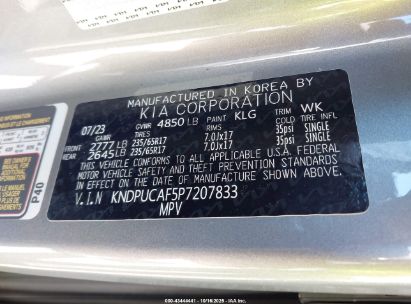 MANUFACTURED IN KOREA BY
KIA CORPORATION
07/23 GVWR 4850 LB PAINT KLG TRIM WK
TIRES RIMS COLD
FRONT 2777 LB 235/65R17 7.0Jx17 35psi SINGLE
REAR 2645 LB 235/65R17 7.0Jx17 35psi SINGLE
THIS VEHICLE CONFORMS TO ALL APPLICABLE U.S.A. FEDERAL
MOTOR VEHICLE SAFETY AND THEFT PREVENTION STANDARDS
IN EFFECT ON THE DATE OF MANUFACTURE SHOWN ABOVE.
V.I.N KNDPUCAF5P7207833
MPV
P40